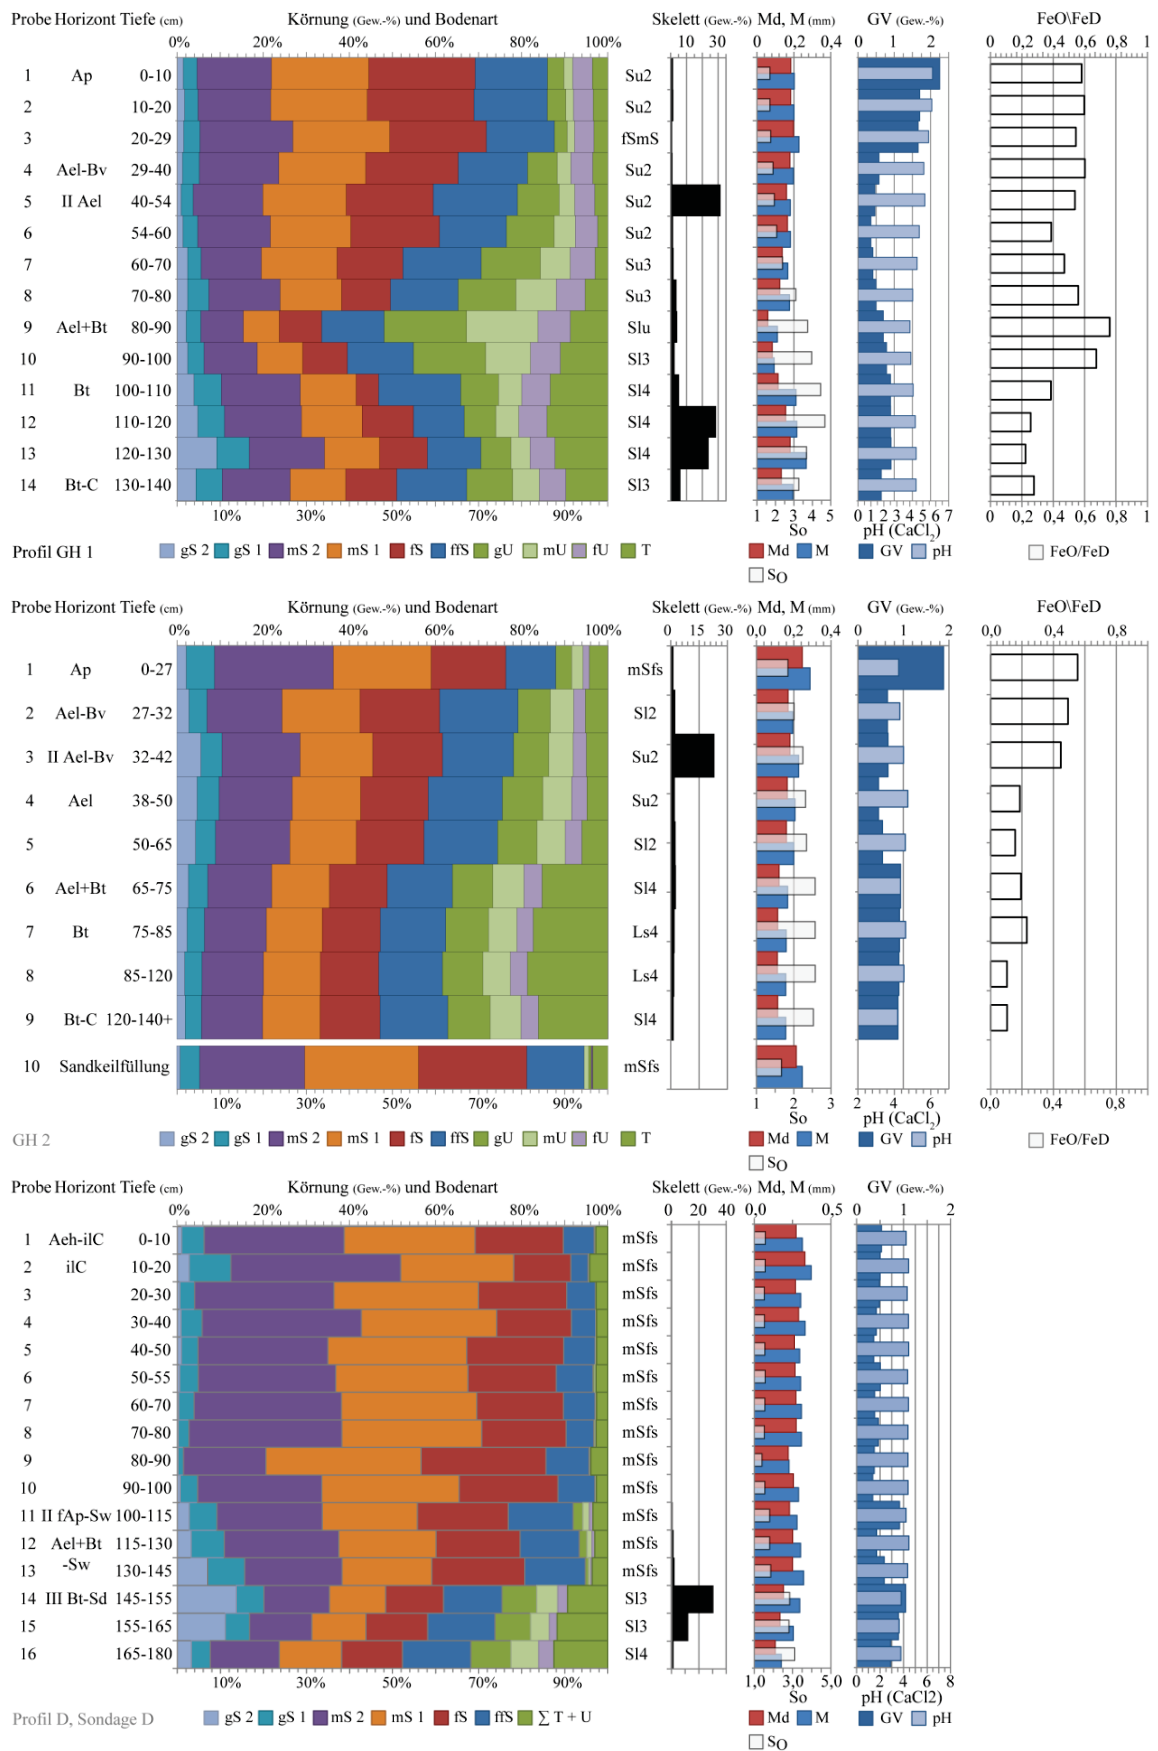 Probe Horizont Tiefe (cm) Körnung (Gew.-%) und Bodenart Skelett (Gew.-%) Md, M (mm) GV (Gew.-%) FeO\FeD
0% 20% 40% 60% 80% 100% 10 30 0 0,2 0,4 0 1 2 0 0,2 0,4 0,6 0,8 1
1 Ap 0-10 Su2
2 10-20 Su2
3 20-29 fSmS
4 Ael-Bv 29-40 Su2
5 II Ael 40-54 Su2
6 54-60 Su2
7 60-70 Su3
8 70-80 Su3
9 Ael+Bt 80-90 Slu
10 90-100 Sl3
11 Bt 100-110 Sl4
12 110-120 Sl4
13 120-130 Sl4
14 Bt-C 130-140 Sl3
10% 30% 50% 70% 90% 1 2 3 4 5 0 1 2 3 4 5 6 7 0 0,2 0,4 0,6 0,8 1
So pH (CaCl2)
Profil GH 1 gS 2 gS 1 mS 2 mS 1 fS ffS gU mU fU T Md M GV pH FeO/FeD
SO
Probe Horizont Tiefe (cm) Körnung (Gew.-%) und Bodenart Skelett (Gew.-%) Md, M (mm) GV (Gew.-%) FeO\FeD
0% 20% 40% 60% 80% 100% 0 15 30 0,0 0,2 0,4 0 1 2 0,0 0,4 0,8
1 Ap 0-27 mSfs
2 Ael-Bv 27-32 Sl2
3 II Ael-Bv 32-42 Su2
4 Ael 38-50 Su2
5 50-65 Sl2
6 Ael+Bt 65-75 Sl4
7 Bt 75-85 Ls4
8 85-120 Ls4
9 Bt-C 120-140+ Sl4
10 Sandkeilfüllung mSfs
10% 30% 50% 70% 90% 1 2 3 2 4 6 0,0 0,4 0,8
So pH (CaCl2)
GH 2 gS 2 gS 1 mS 2 mS 1 fS ffS gU mU fU T Md M GV pH FeO/FeD
SO
Probe Horizont Tiefe (cm) Körnung (Gew.-%) und Bodenart Skelett (Gew.-%) Md, M (mm) GV (Gew.-%)
0% 20% 40% 60% 80% 100% 0 20 40 0,0 0,5 0 1 2
1 Aeh-ilC 0-10 mSfs
2 ilC 10-20 mSfs
3 20-30 mSfs
4 30-40 mSfs
5 40-50 mSfs
6 50-55 mSfs
7 60-70 mSfs
8 70-80 mSfs
9 80-90 mSfs
10 90-100 mSfs
11 II fAp-Sw 100-115 mSfs
12 Ael+Bt 115-130 mSfs
-Sw
13 130-145 mSfs
14 III Bt-Sd 145-155 Sl3
15 155-165 Sl3
16 165-180 Sl4
10% 30% 50% 70% 90% 1,0 3,0 5,0 0 2 4 6 8
So pH (CaCl2)
Profil D, Sondage D gS 2 gS 1 mS 2 mS 1 fS ffS ∑ T + U Md M GV pH
SO